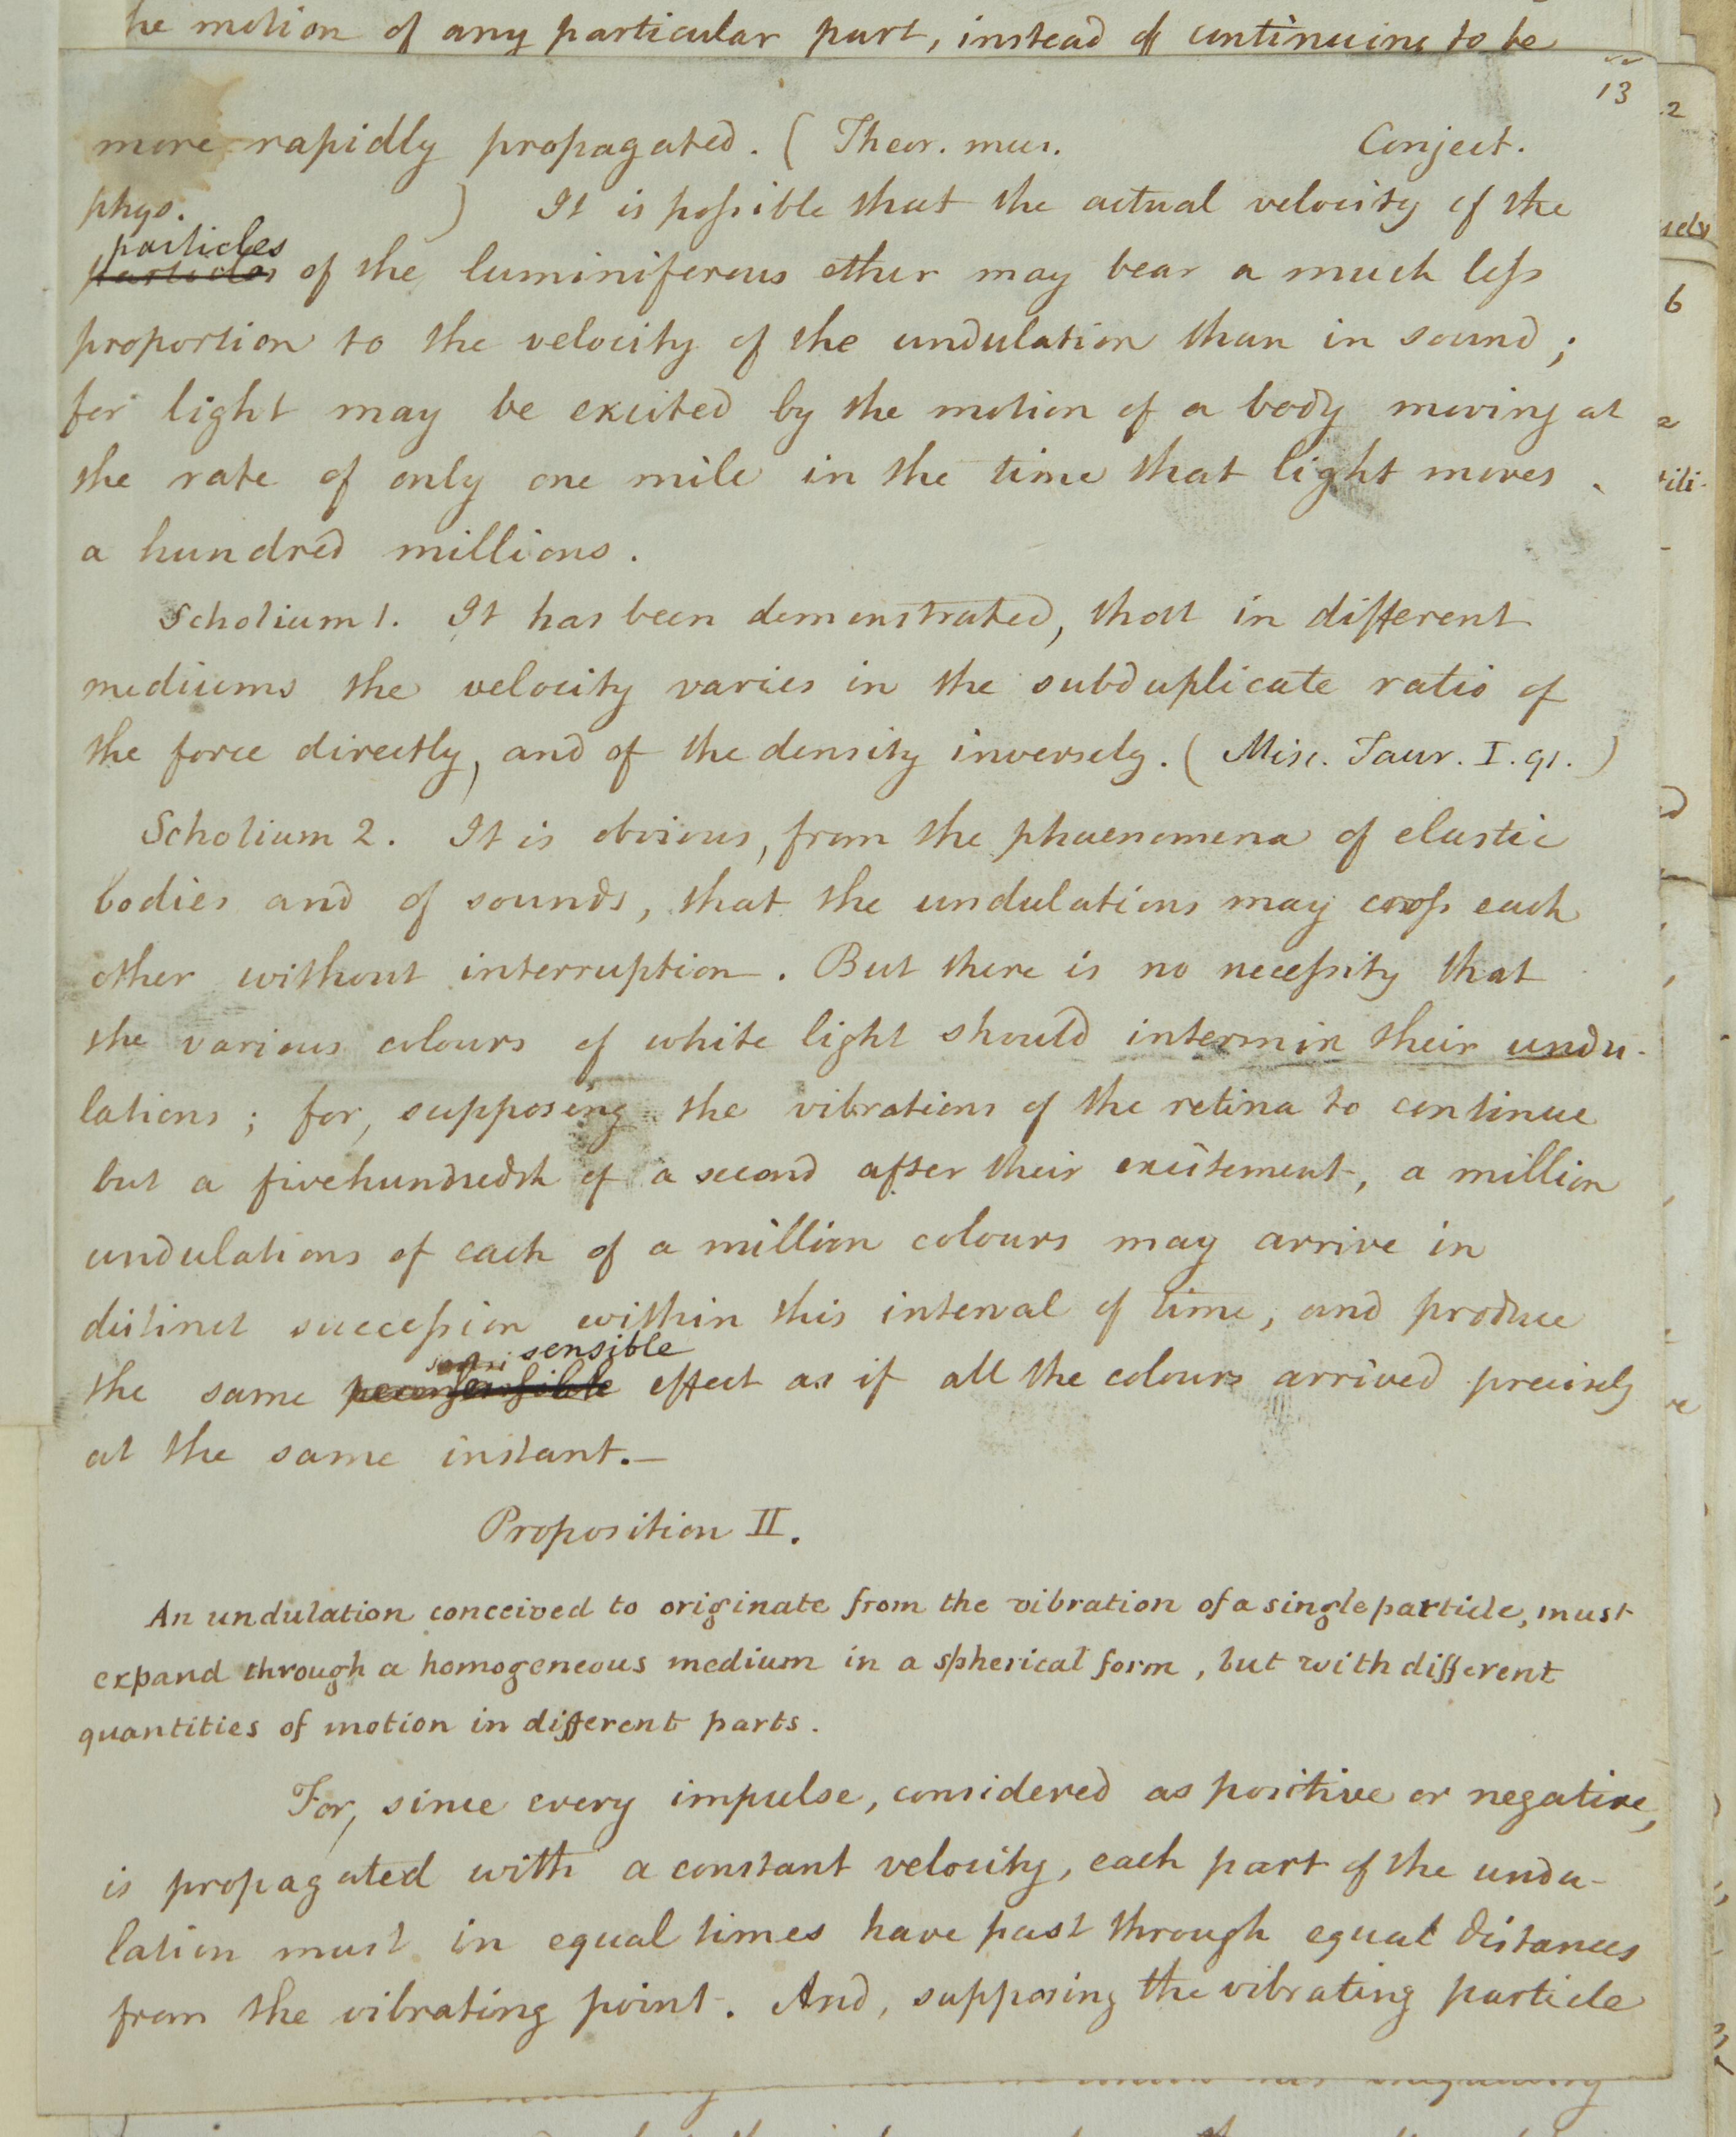 he motion of any particular part, instead of continuing to be
13
more rapidly propagated. ( Theor. mus. Conject.
phys. ) It is possible that the actual velocity of the
particles
particles of the luminiferous ether may bear a much less
proportion to the velocity of the undulation than in sound;
for light may be excited by the motion of a body moving at
the rate of only one mile in the time that light moves
a hundred millions.
Scholium 1. It has been demonstrated, that in different
mediums the velocity varies in the subduplicate ratio of
the force directly, and of the density inversely. ( Misc. Taur. I. 91. )
Scholium 2. It is obvious, from the phaenomena of elastic
bodies and of sounds, that the undulations may cross each
other without interruption. But there is no necessity that
the various colours of white light should intermix their undu-
lations; for, supposing the vibrations of the retina to continue
but a fivehundredth of a second after their excitement, a million
undulations of each of a million colours may arrive in
distinct succession within this interval of time, and produce
sensible
the same effect as if all the colours arrived precisely
at the same instant.—
Proposition II.
An undulation conceived to originate from the vibration of a single particle, must
expand through a homogeneous medium in a spherical form, but with different
quantities of motion in different parts.
For, since every impulse, considered as positive or negative,
is propagated with a constant velocity, each part of the undu-
lation must in equal times have past through equal distances
from the vibrating point. And, supposing the vibrating particle